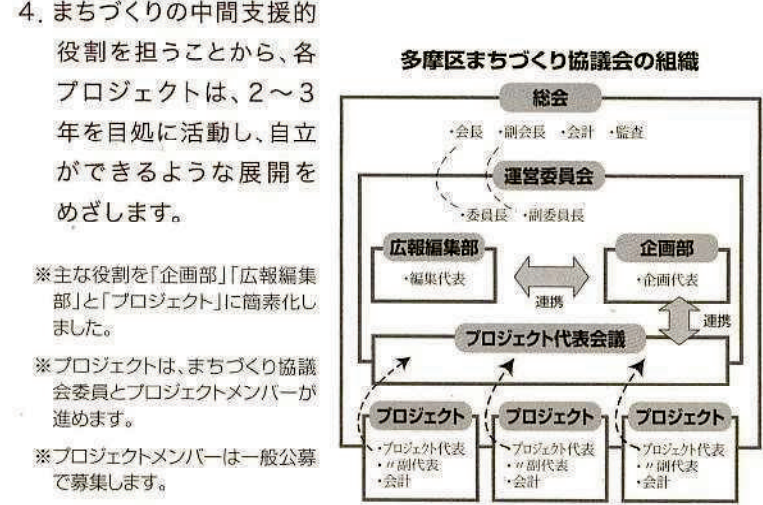 4. まちづくりの中間支援的
役割を担うことから、各
プロジェクトは、2〜3
年を目処に活動し、自立
ができるような展開を
めざします。
※主な役割を「企画部」「広報編集
部」と「プロジェクト」に簡素化し
ました。
※プロジェクトは、まちづくり協議
会委員とプロジェクトメンバーが
進めます。
※プロジェクトメンバーは一般公募
で募集します。
多摩区まちづくり協議会の組織
総会
・会長 ・副会長 ・会計 ・監査
運営委員会
・委員長 ・副委員長
広報編集部
・編集代表
連携
企画部
・企画代表
連携
プロジェクト代表会議
プロジェクト
・プロジェクト代表
・〃副代表
・会計
プロジェクト
・プロジェクト代表
・〃副代表
・会計
プロジェクト
・プロジェクト代表
・〃副代表
・会計